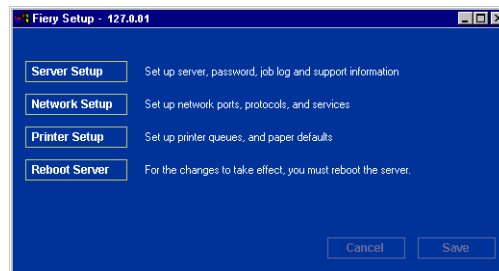 Fiery Setup - 127.0.01
Server Setup Set up server, password, job log and support information
Network Setup Set up network ports, protocols, and services
Printer Setup Set up printer queues, and paper defaults
Reboot Server For the changes to take effect, you must reboot the server.
Cancel Save